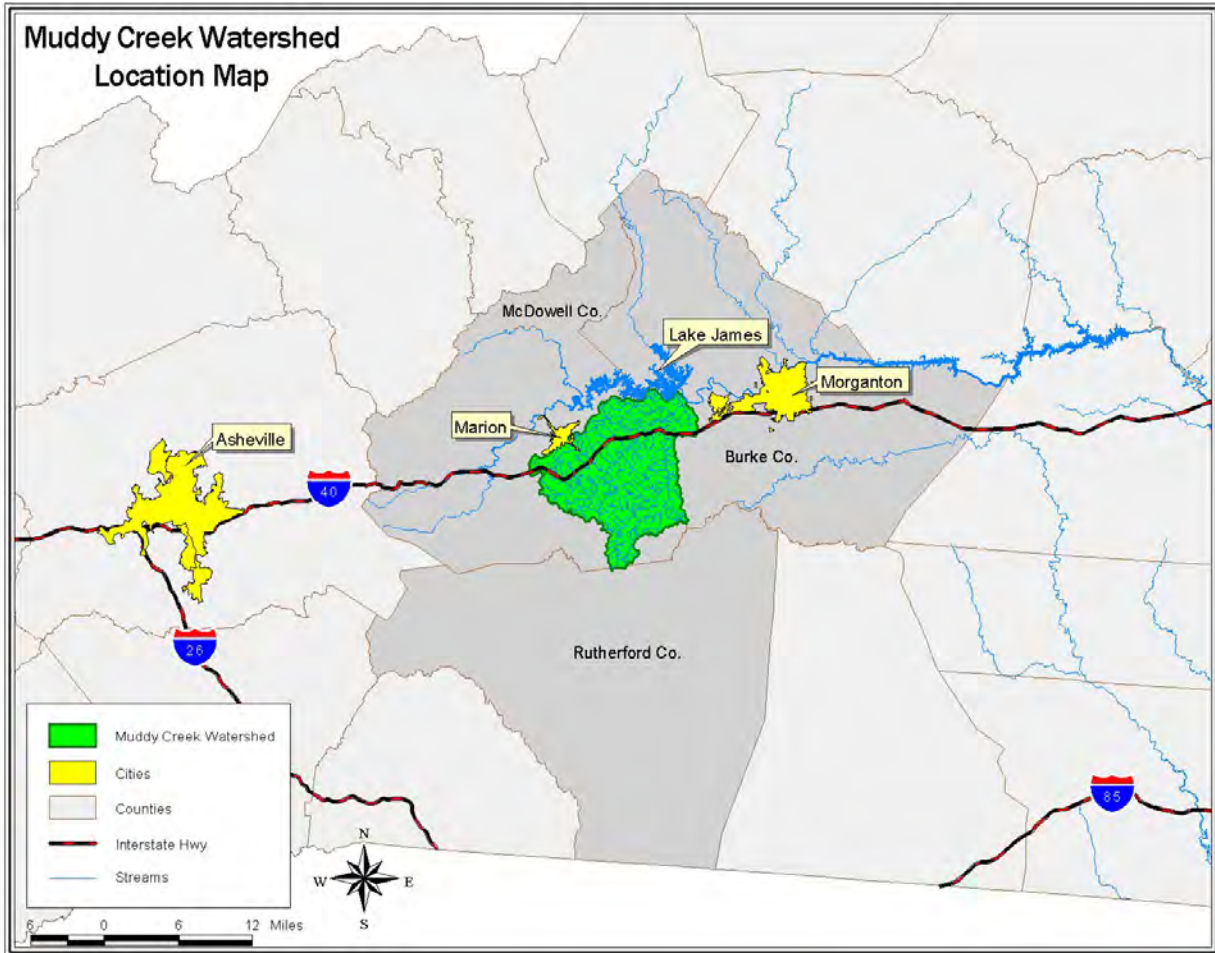 Muddy Creek Watershed
Location Map
McDowell Co.
Lake James
Morganton
Marion
Asheville
Burke Co.
40
26
Rutherford Co.
85
Muddy Creek Watershed
Cities
Counties
Interstate Hwy
Streams
N
W E
S
6 0 6 12 Miles